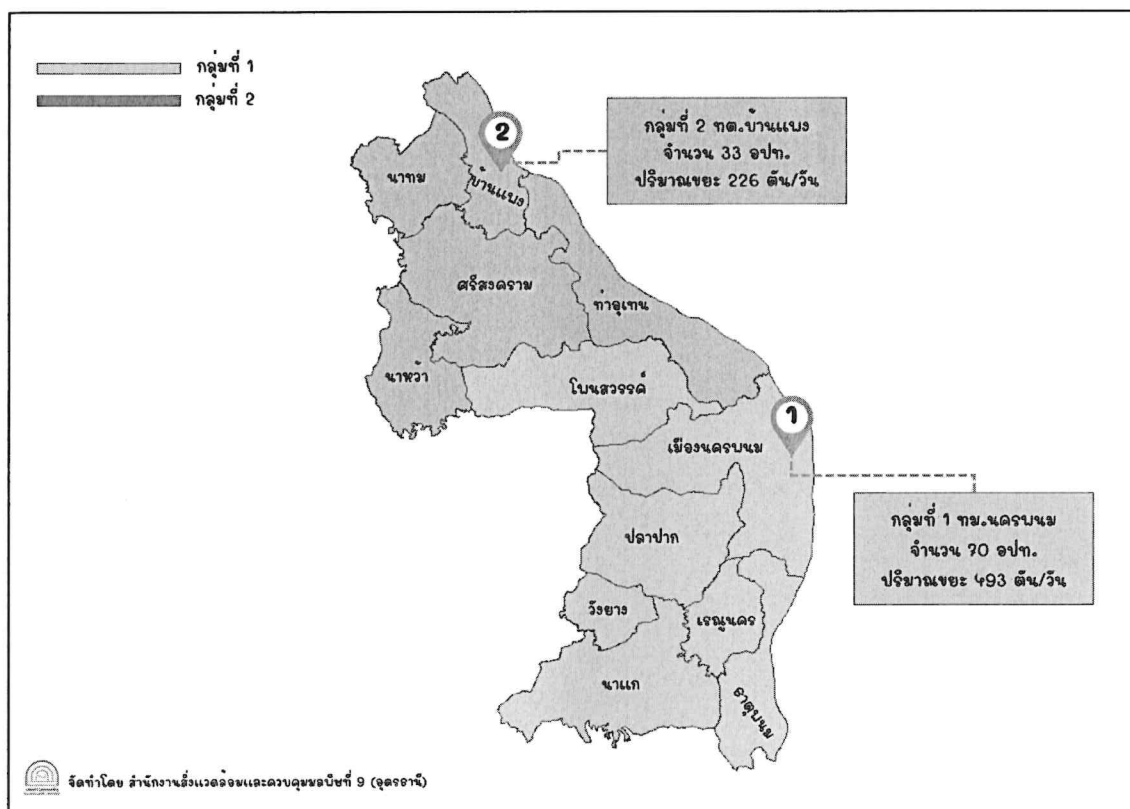 กลุ่มที่ 1
กลุ่มที่ 2
2
กลุ่มที่ 2 ทต.บ้านแพง
จำนวน 33 อปท.
ปริมาณขยะ 226 ตัน/วัน
นาทม
บ้านแพง
ศรีสงคราม
ท่าอุเทน
นาหว้า
โพนสวรรค์
1
เมืองนครพนม
กลุ่มที่ 1 ทม.นครพนม
จำนวน 70 อปท.
ปริมาณขยะ 493 ตัน/วัน
ปลาปาก
วังยาง
เรณูนคร
นาแก
ธาตุพนม
จัดทำโดย สำนักงานสิ่งแวดล้อมและควบคุมมลพิษที่ 9 (อุดรธานี)